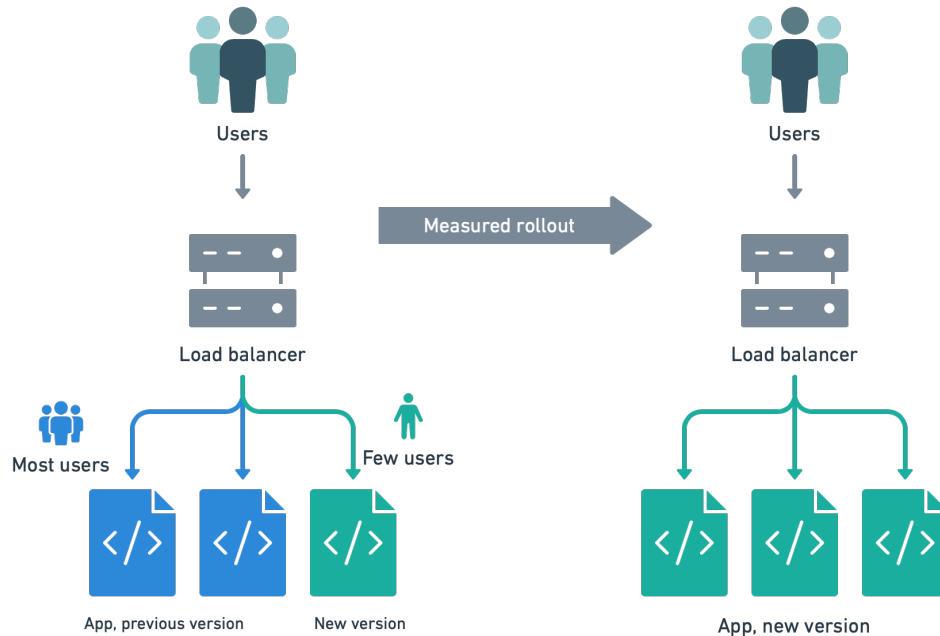 Users
Users
Measured rollout
Load balancer
Load balancer
Most users
Few users
</>
</>
</>
</>
</>
</>
App, previous version
New version
App, new version